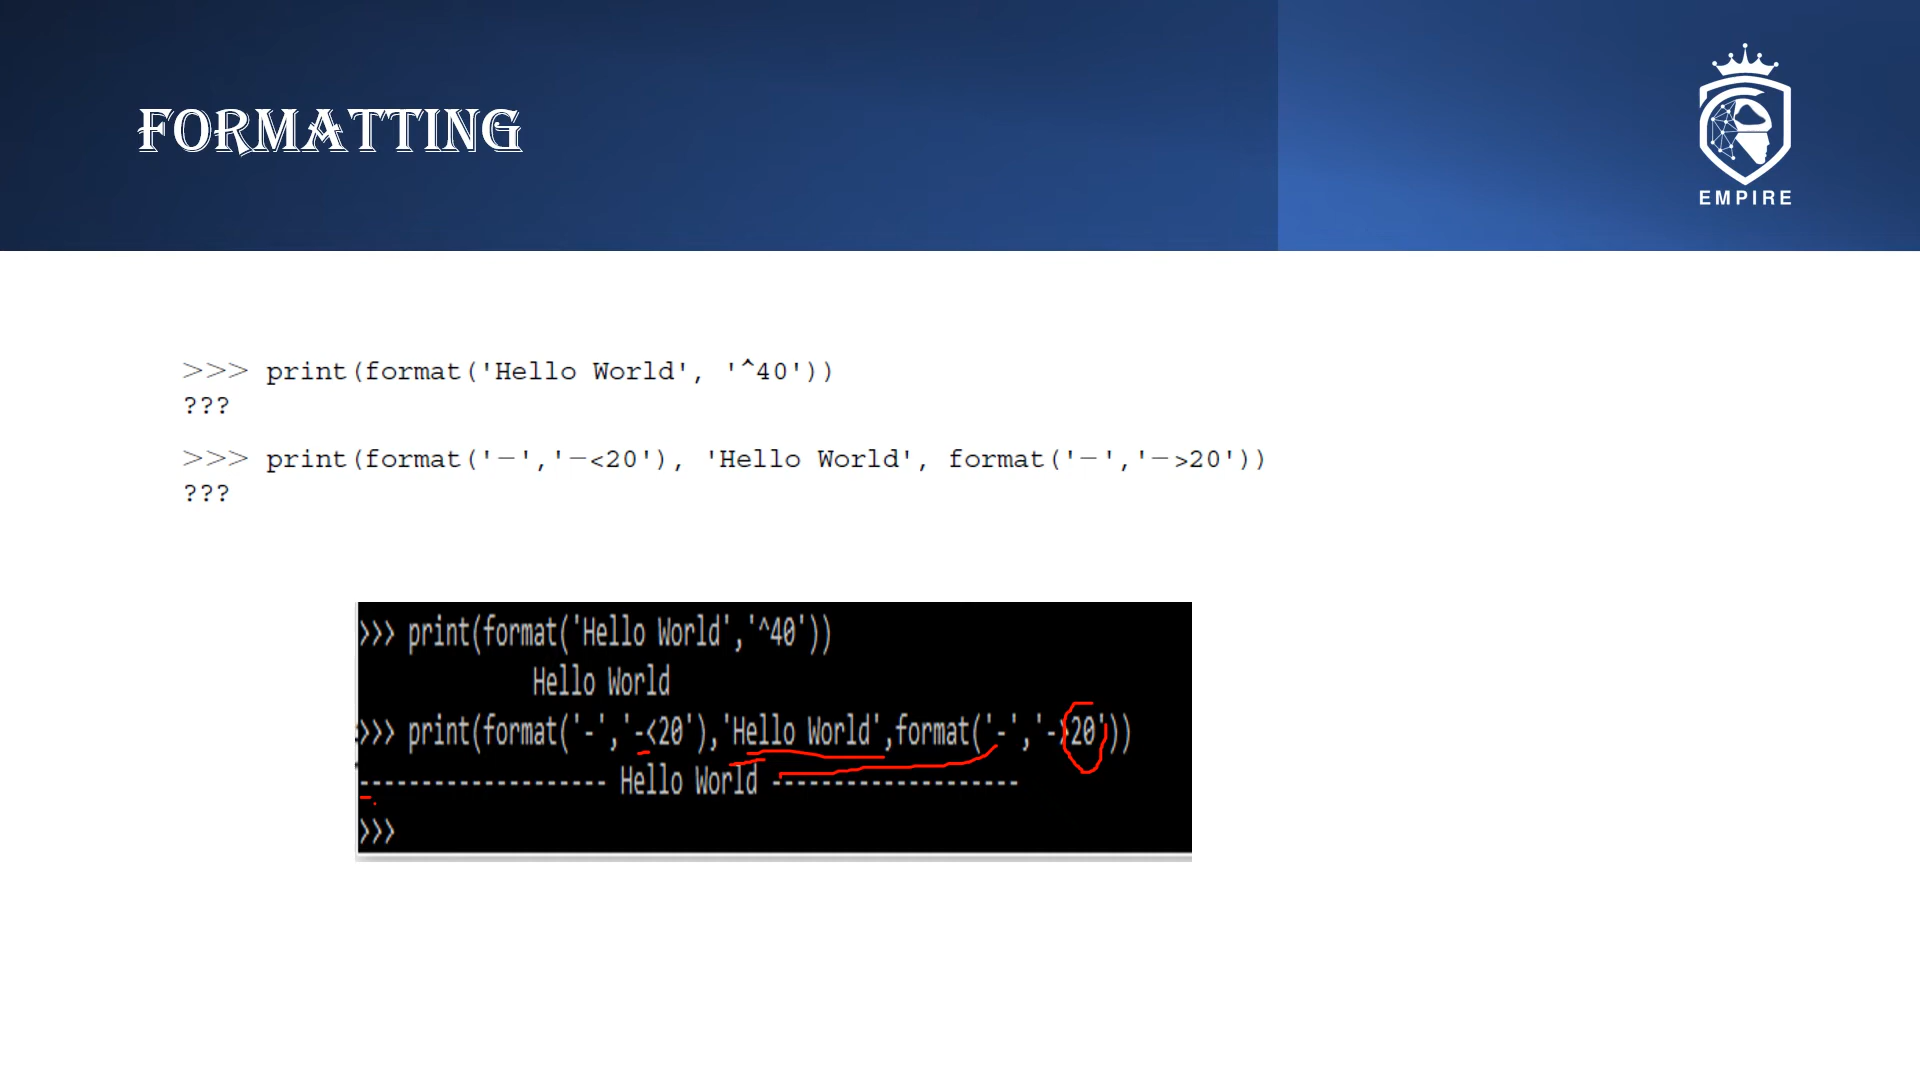 FORMATTING
EMPIRE
>>> print(format('Hello World', '^40'))
???
>>> print(format('−','−<20'), 'Hello World', format('−','−>20'))
???
>>> print(format('Hello World','^40'))
Hello World
>>> print(format('-','-<20'),'Hello World',format('-','->20'))
-------------------- Hello World --------------------
>>>